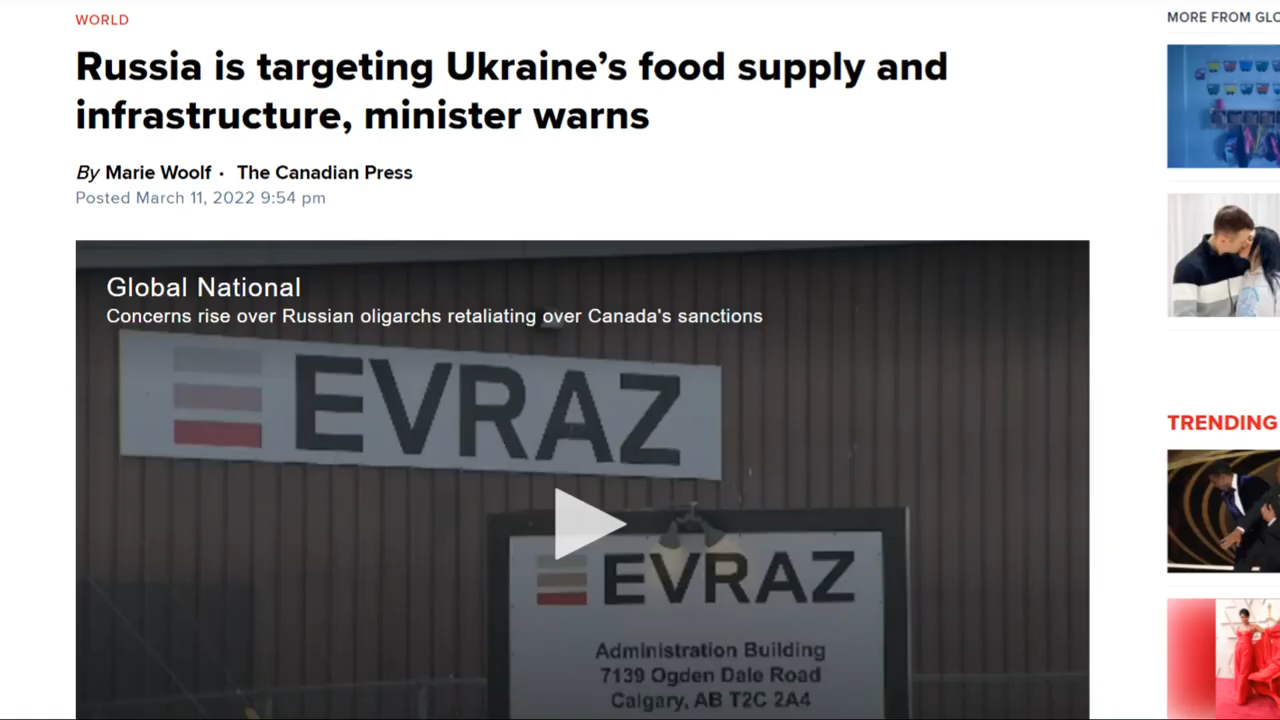 WORLD
Russia is targeting Ukraine’s food supply and
infrastructure, minister warns
By Marie Woolf · The Canadian Press
Posted March 11, 2022 9:54 pm
Global National
Concerns rise over Russian oligarchs retaliating over Canada's sanctions
EVRAZ
EVRAZ
Administration Building
7139 Ogden Dale Road
Calgary, AB T2C 2A4
MORE FROM GLO
TRENDING